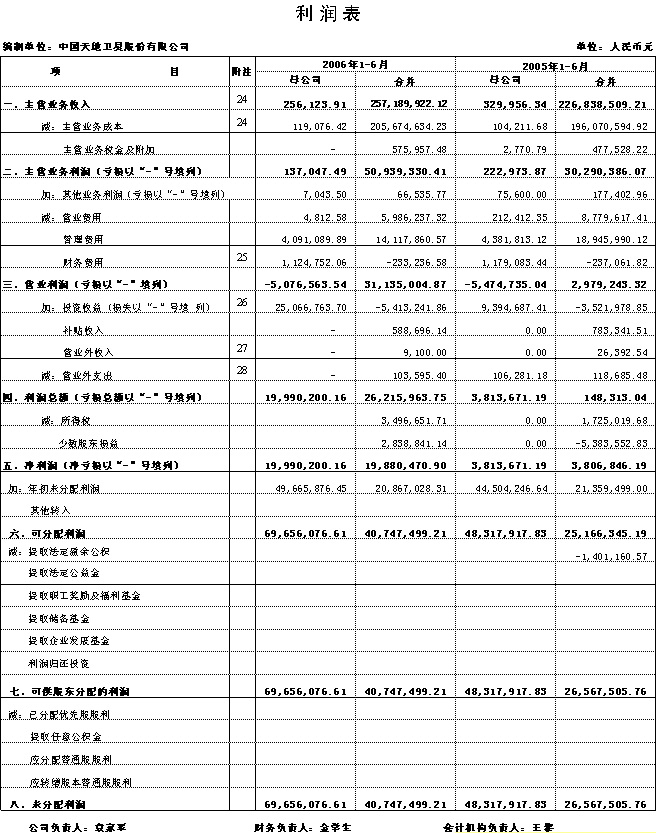 利润表
编制单位：中国天地卫星股份有限公司 单位：人民币元
项 目 附注 2006年1-6月 2005年1-6月
母公司 合并 母公司 合并
一．主营业务收入 24 256,123.91 257,189,922.12 329,956.34 226,838,509.21
减：主营业务成本 24 119,076.42 205,674,634.23 104,211.68 196,070,594.92
主营业务税金及附加 - 575,957.48 2,770.79 477,528.22
二．主营业务利润（亏损以“-”号填列） 137,047.49 50,939,330.41 222,973.87 30,290,386.07
加：其他业务利润（亏损以“-”号填列） 7,043.50 66,535.77 75,600.00 177,402.96
减：营业费用 4,812.58 5,986,237.32 212,412.35 8,779,617.41
管理费用 4,091,089.89 14,117,860.57 4,381,813.12 18,945,990.12
财务费用 25 1,124,752.06 -233,236.58 1,179,083.44 -237,061.82
三．营业利润（亏损以“-”填列） -5,076,563.54 31,135,004.87 -5,474,735.04 2,979,243.32
加：投资收益（损失以“-”号填 列） 26 25,066,763.70 -5,413,241.86 9,394,687.41 -3,521,978.85
补贴收入 - 588,696.14 0.00 783,341.51
营业外收入 27 - 9,100.00 0.00 26,392.54
减：营业外支出 28 - 103,595.40 106,281.18 118,685.48
四．利润总额（亏损总额以“-”号填列） 19,990,200.16 26,215,963.75 3,813,671.19 148,313.04
减：所得税 3,496,651.71 0.00 1,725,019.68
少数股东损益 2,838,841.14 0.00 -5,383,552.83
五．净利润（净亏损以“-”号填列） 19,990,200.16 19,880,470.90 3,813,671.19 3,806,846.19
加：年初未分配利润 49,665,876.45 20,867,028.31 44,504,246.64 21,359,499.00
其他转入
六．可分配利润 69,656,076.61 40,747,499.21 48,317,917.83 25,166,345.19
减：提取法定盈余公积 -1,401,160.57
提取法定公益金
提取职工奖励及福利基金
提取储备基金
提取企业发展基金
利润归还投资
七．可供股东分配的利润 69,656,076.61 40,747,499.21 48,317,917.83 26,567,505.76
减：已分配优先股股利
提取任意公积金
应分配普通股股利
应转增股本普通股股利
八．未分配利润 69,656,076.61 40,747,499.21 48,317,917.83 26,567,505.76
公司负责人：袁家军 财务负责人：金学生 会计机构负责人：王黎